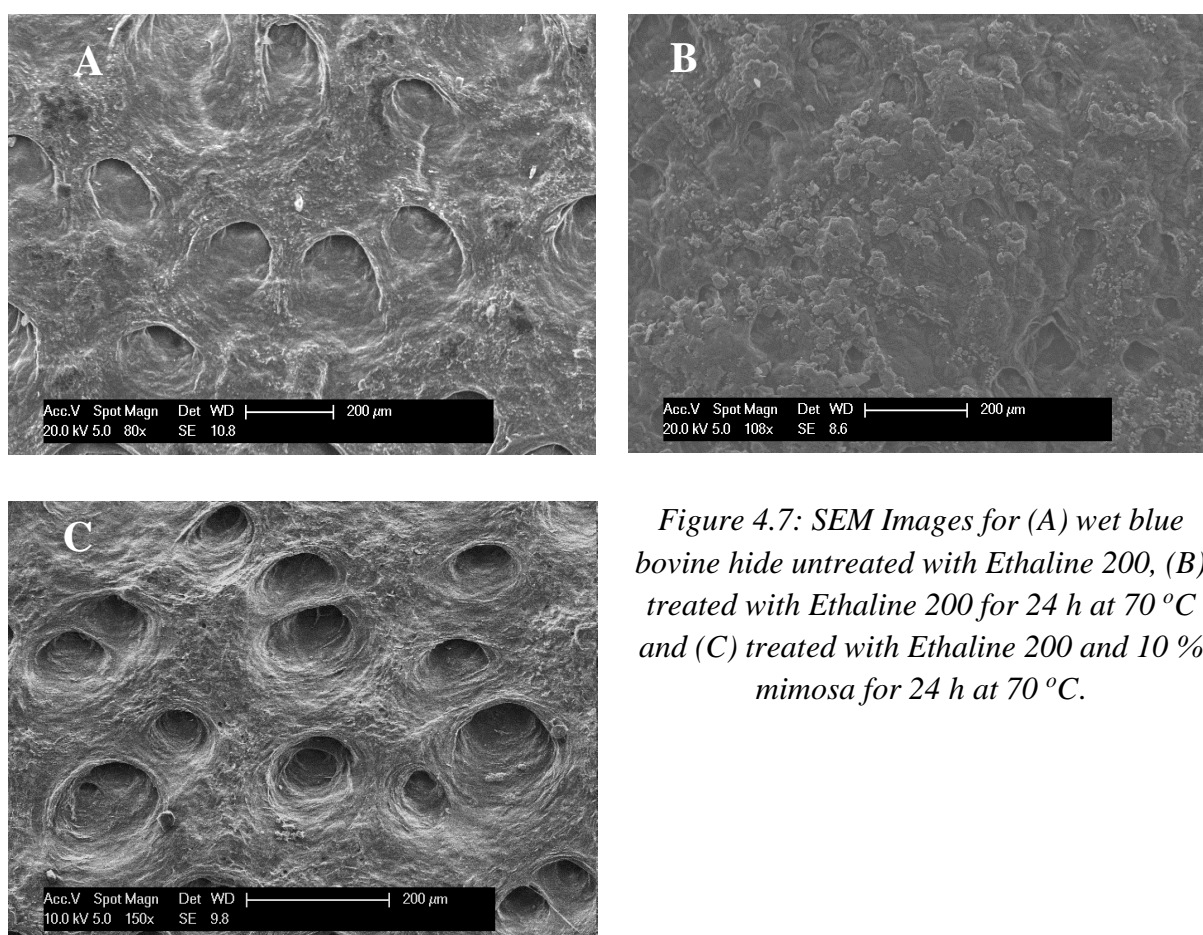 A
Acc.V Spot Magn Det WD 200 µm
20.0 kV 5.0 80x SE 10.8
B
Acc.V Spot Magn Det WD 200 µm
20.0 kV 5.0 108x SE 8.6
C
Acc.V Spot Magn Det WD 200 µm
10.0 kV 5.0 150x SE 9.8
Figure 4.7: SEM Images for (A) wet blue
bovine hide untreated with Ethaline 200, (B)
treated with Ethaline 200 for 24 h at 70 ºC
and (C) treated with Ethaline 200 and 10 %
mimosa for 24 h at 70 ºC.